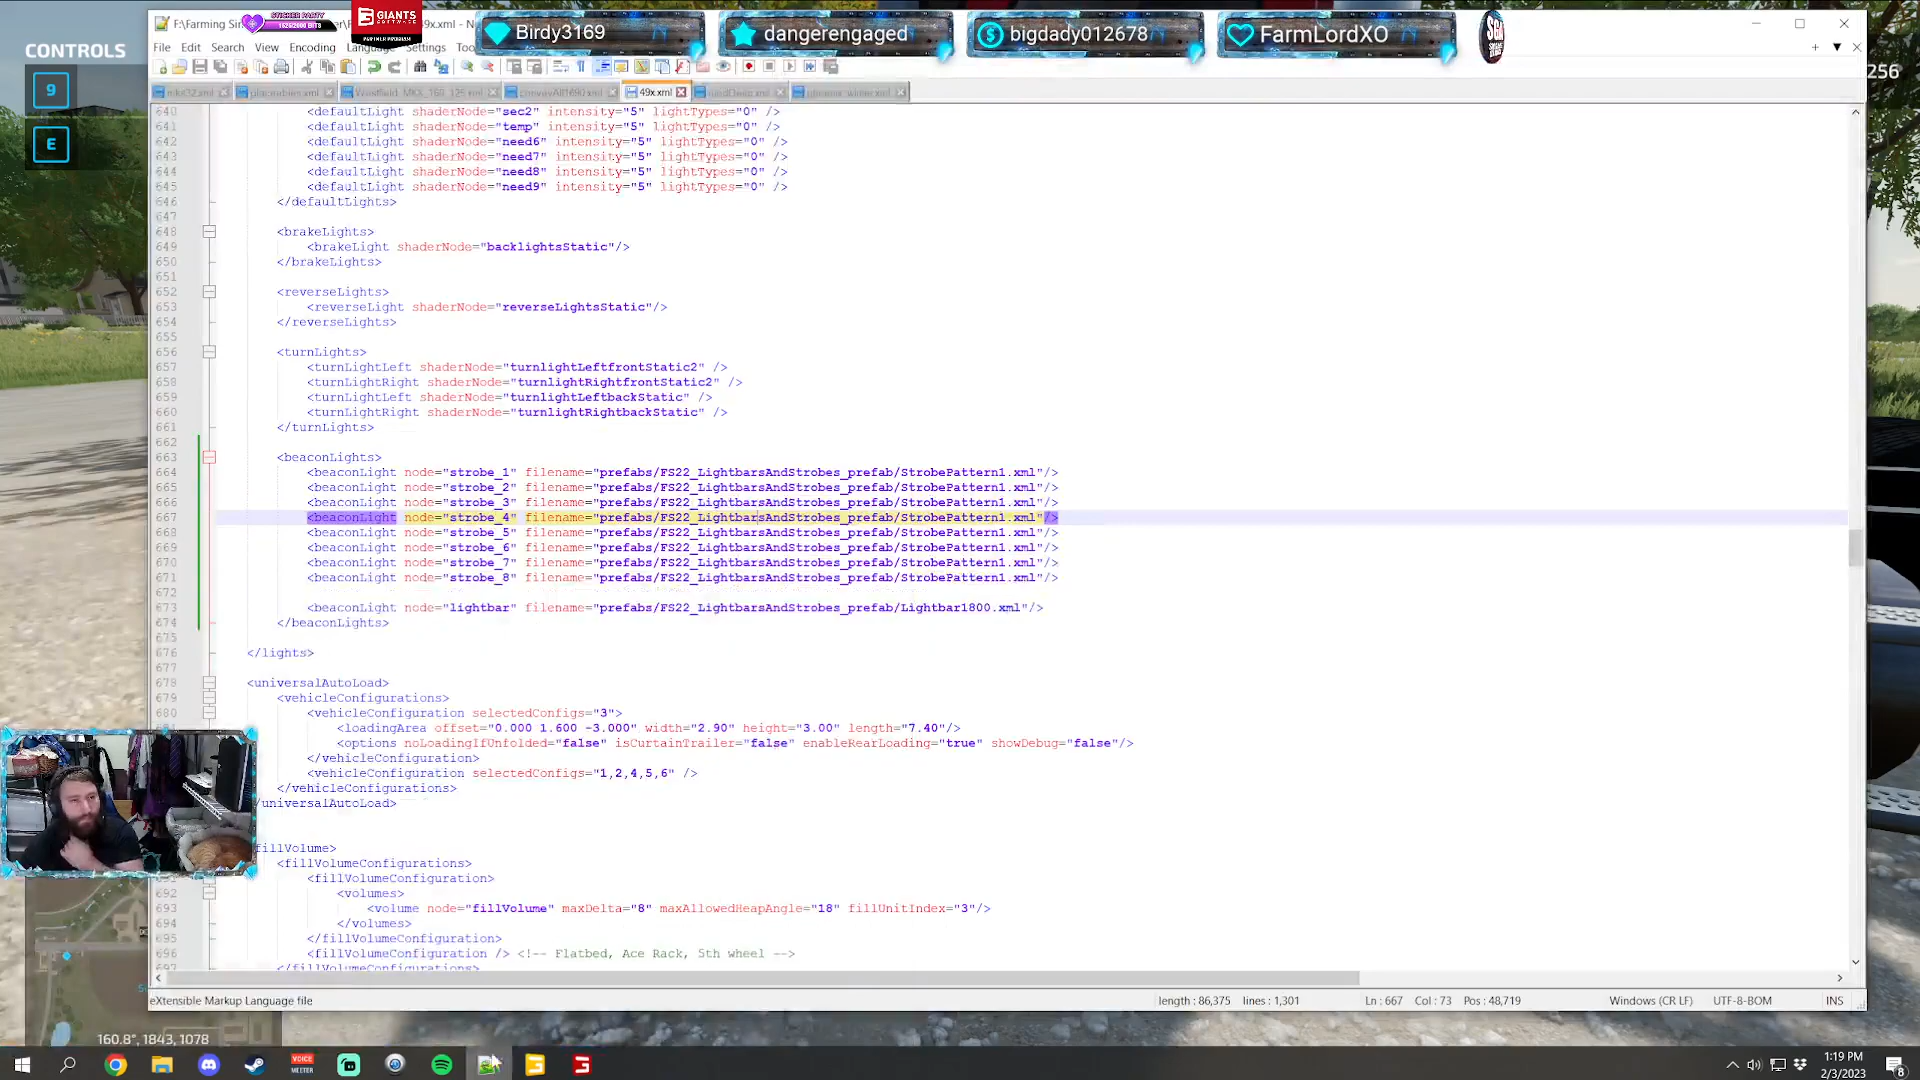 CONTROLS
9
E
STICKER PARTY
GIANTS
SOFTWARE
PARTNER PROGRAM
Birdy3169
dangerengaged
bigdady012678
FarmLordXO
256
File Edit Search View Encoding Language Settings
49x.xml
640 <defaultLight shaderNode="sec2" intensity="5" lightTypes="0" />
641 <defaultLight shaderNode="temp" intensity="5" lightTypes="0" />
642 <defaultLight shaderNode="need6" intensity="5" lightTypes="0" />
643 <defaultLight shaderNode="need7" intensity="5" lightTypes="0" />
644 <defaultLight shaderNode="need8" intensity="5" lightTypes="0" />
645 <defaultLight shaderNode="need9" intensity="5" lightTypes="0" />
646 </defaultLights>
647
648 <brakeLights>
649 <brakeLight shaderNode="backlightsStatic"/>
650 </brakeLights>
651
652 <reverseLights>
653 <reverseLight shaderNode="reverseLightsStatic"/>
654 </reverseLights>
655
656 <turnLights>
657 <turnLightLeft shaderNode="turnlightLeftfrontStatic2" />
658 <turnLightRight shaderNode="turnlightRightfrontStatic2" />
659 <turnLightLeft shaderNode="turnlightLeftbackStatic" />
660 <turnLightRight shaderNode="turnlightRightbackStatic" />
661 </turnLights>
662
663 <beaconLights>
664 <beaconLight node="strobe_1" filename="prefabs/FS22_LightbarsAndStrobes_prefab/StrobePattern1.xml"/>
665 <beaconLight node="strobe_2" filename="prefabs/FS22_LightbarsAndStrobes_prefab/StrobePattern1.xml"/>
666 <beaconLight node="strobe_3" filename="prefabs/FS22_LightbarsAndStrobes_prefab/StrobePattern1.xml"/>
667 <beaconLight node="strobe_4" filename="prefabs/FS22_LightbarsAndStrobes_prefab/StrobePattern1.xml"/>
668 <beaconLight node="strobe_5" filename="prefabs/FS22_LightbarsAndStrobes_prefab/StrobePattern1.xml"/>
669 <beaconLight node="strobe_6" filename="prefabs/FS22_LightbarsAndStrobes_prefab/StrobePattern1.xml"/>
670 <beaconLight node="strobe_7" filename="prefabs/FS22_LightbarsAndStrobes_prefab/StrobePattern1.xml"/>
671 <beaconLight node="strobe_8" filename="prefabs/FS22_LightbarsAndStrobes_prefab/StrobePattern1.xml"/>
672
673 <beaconLight node="lightbar" filename="prefabs/FS22_LightbarsAndStrobes_prefab/Lightbar1800.xml"/>
674 </beaconLights>
675
676 </lights>
677
678 <universalAutoLoad>
679 <vehicleConfigurations>
680 <vehicleConfiguration selectedConfigs="3">
<loadingArea offset="0.000 1.600 -3.000" width="2.90" height="3.00" length="7.40"/>
<options noLoadingIfUnfolded="false" isCurtainTrailer="false" enableRearLoading="true" showDebug="false"/>
</vehicleConfiguration>
<vehicleConfiguration selectedConfigs="1,2,4,5,6" />
</vehicleConfigurations>
/universalAutoLoad>
fillVolume>
<fillVolumeConfigurations>
<fillVolumeConfiguration>
692 <volumes>
693 <volume node="fillVolume" maxDelta="8" maxAllowedHeapAngle="18" fillUnitIndex="3"/>
694 </volumes>
695 </fillVolumeConfiguration>
696 <fillVolumeConfiguration /> <!-- Flatbed, Ace Rack, 5th wheel -->
697 </fillVolumeConfigurations>
eXtensible Markup Language file length : 86,375 lines : 1,301 Ln : 667 Col : 73 Pos : 48,719 Windows (CR LF) UTF-8-BOM INS
160.8°, 1843, 1078
VOICE
MEETER
1:19 PM
2/3/2023
8